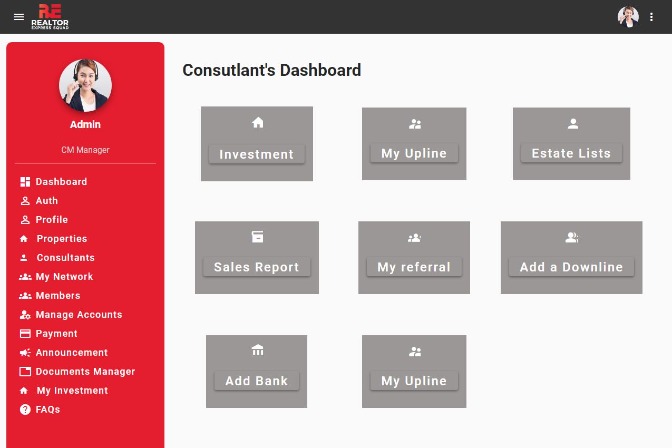 RE
REALTOR
EXPRESS SQUAD
Admin
CM Manager
Dashboard
Auth
Profile
Properties
Consultants
My Network
Members
Manage Accounts
Payment
Announcement
Documents Manager
My Investment
FAQs
Consutlant's Dashboard
Investment
My Upline
Estate Lists
Sales Report
My referral
Add a Downline
Add Bank
My Upline